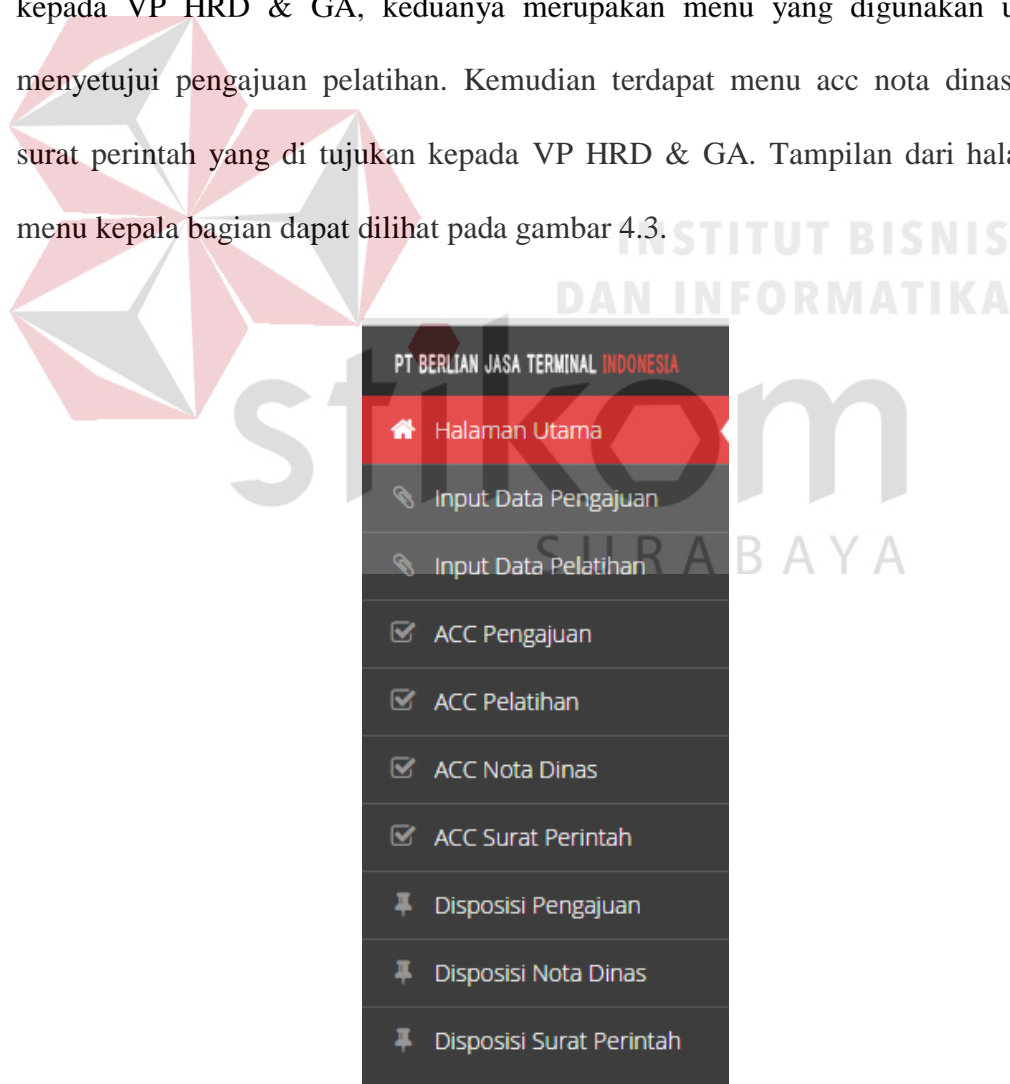 kepada VP HRD & GA, keduanya merupakan menu yang digunakan
menyetujui pengajuan pelatihan. Kemudian terdapat menu acc nota dinas
surat perintah yang di tujukan kepada VP HRD & GA. Tampilan dari
menu kepala bagian dapat dilihat pada gambar 4.3.
INSTITUT BISNIS
DAN INFORMATIKA
stikom
SURABAYA
PT BERLIAN JASA TERMINAL INDONESIA
Halaman Utama
Input Data Pengajuan
Input Data Pelatihan
ACC Pengajuan
ACC Pelatihan
ACC Nota Dinas
ACC Surat Perintah
Disposisi Pengajuan
Disposisi Nota Dinas
Disposisi Surat Perintah